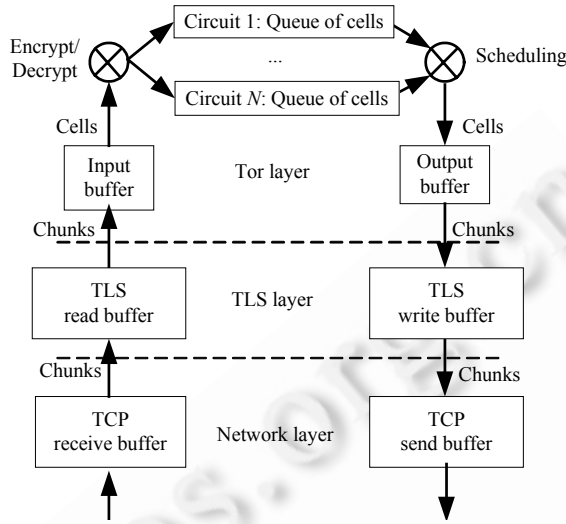 Circuit 1: Queue of cells
Encrypt/
Decrypt
...
Scheduling
Circuit N: Queue of cells
Cells
Cells
Input
buffer
Tor layer
Output
buffer
Chunks
Chunks
TLS
read buffer
TLS layer
TLS
write buffer
Chunks
Chunks
TCP
receive buffer
Network layer
TCP
send buffer